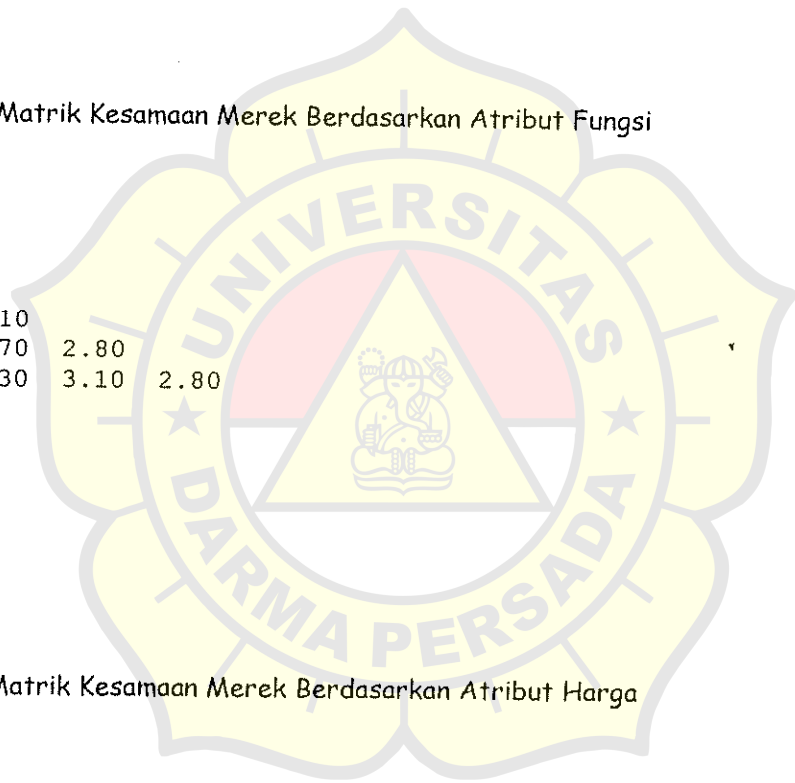 Matrik Kesamaan Merek Berdasarkan Atribut Fungsi
UNIVERSITAS
10
70 2.80
30 3.10 2.80
DARMA PERSADA
Matrik Kesamaan Merek Berdasarkan Atribut Harga